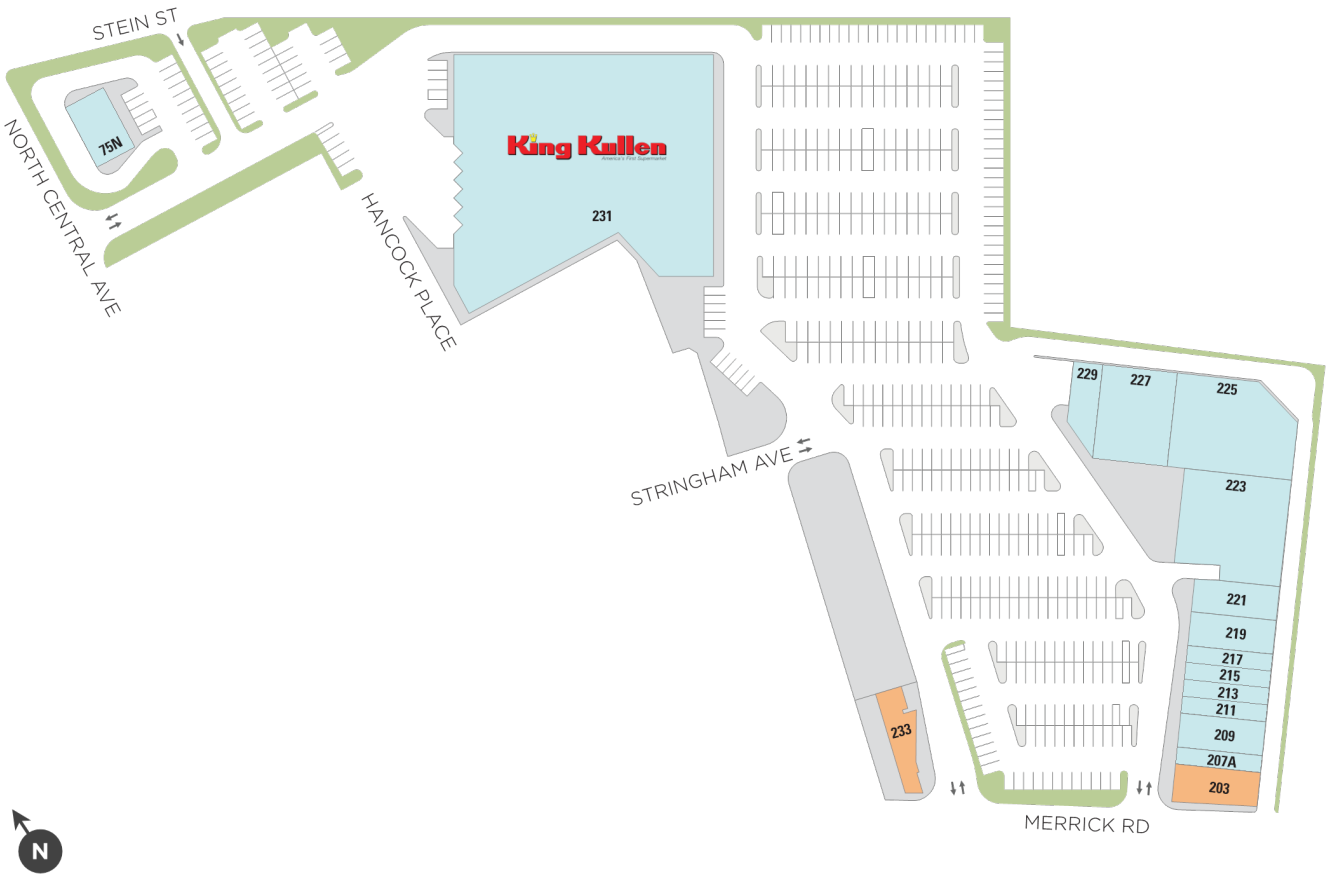 STEIN ST
NORTH CENTRAL AVE
75N
HANCOCK PLACE
King Kullen
America's First Supermarket
231
STRINGHAM AVE
229
227
225
223
221
219
217
215
213
211
209
207A
203
233
MERRICK RD
N